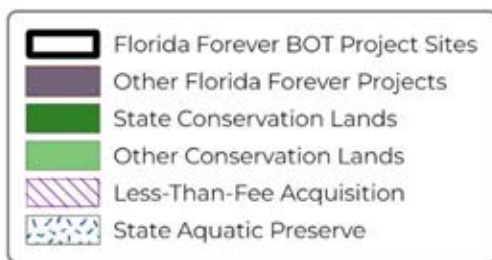 Florida Forever BOT Project Sites
Other Florida Forever Projects
State Conservation Lands
Other Conservation Lands
Less-Than-Fee Acquisition
State Aquatic Preserve